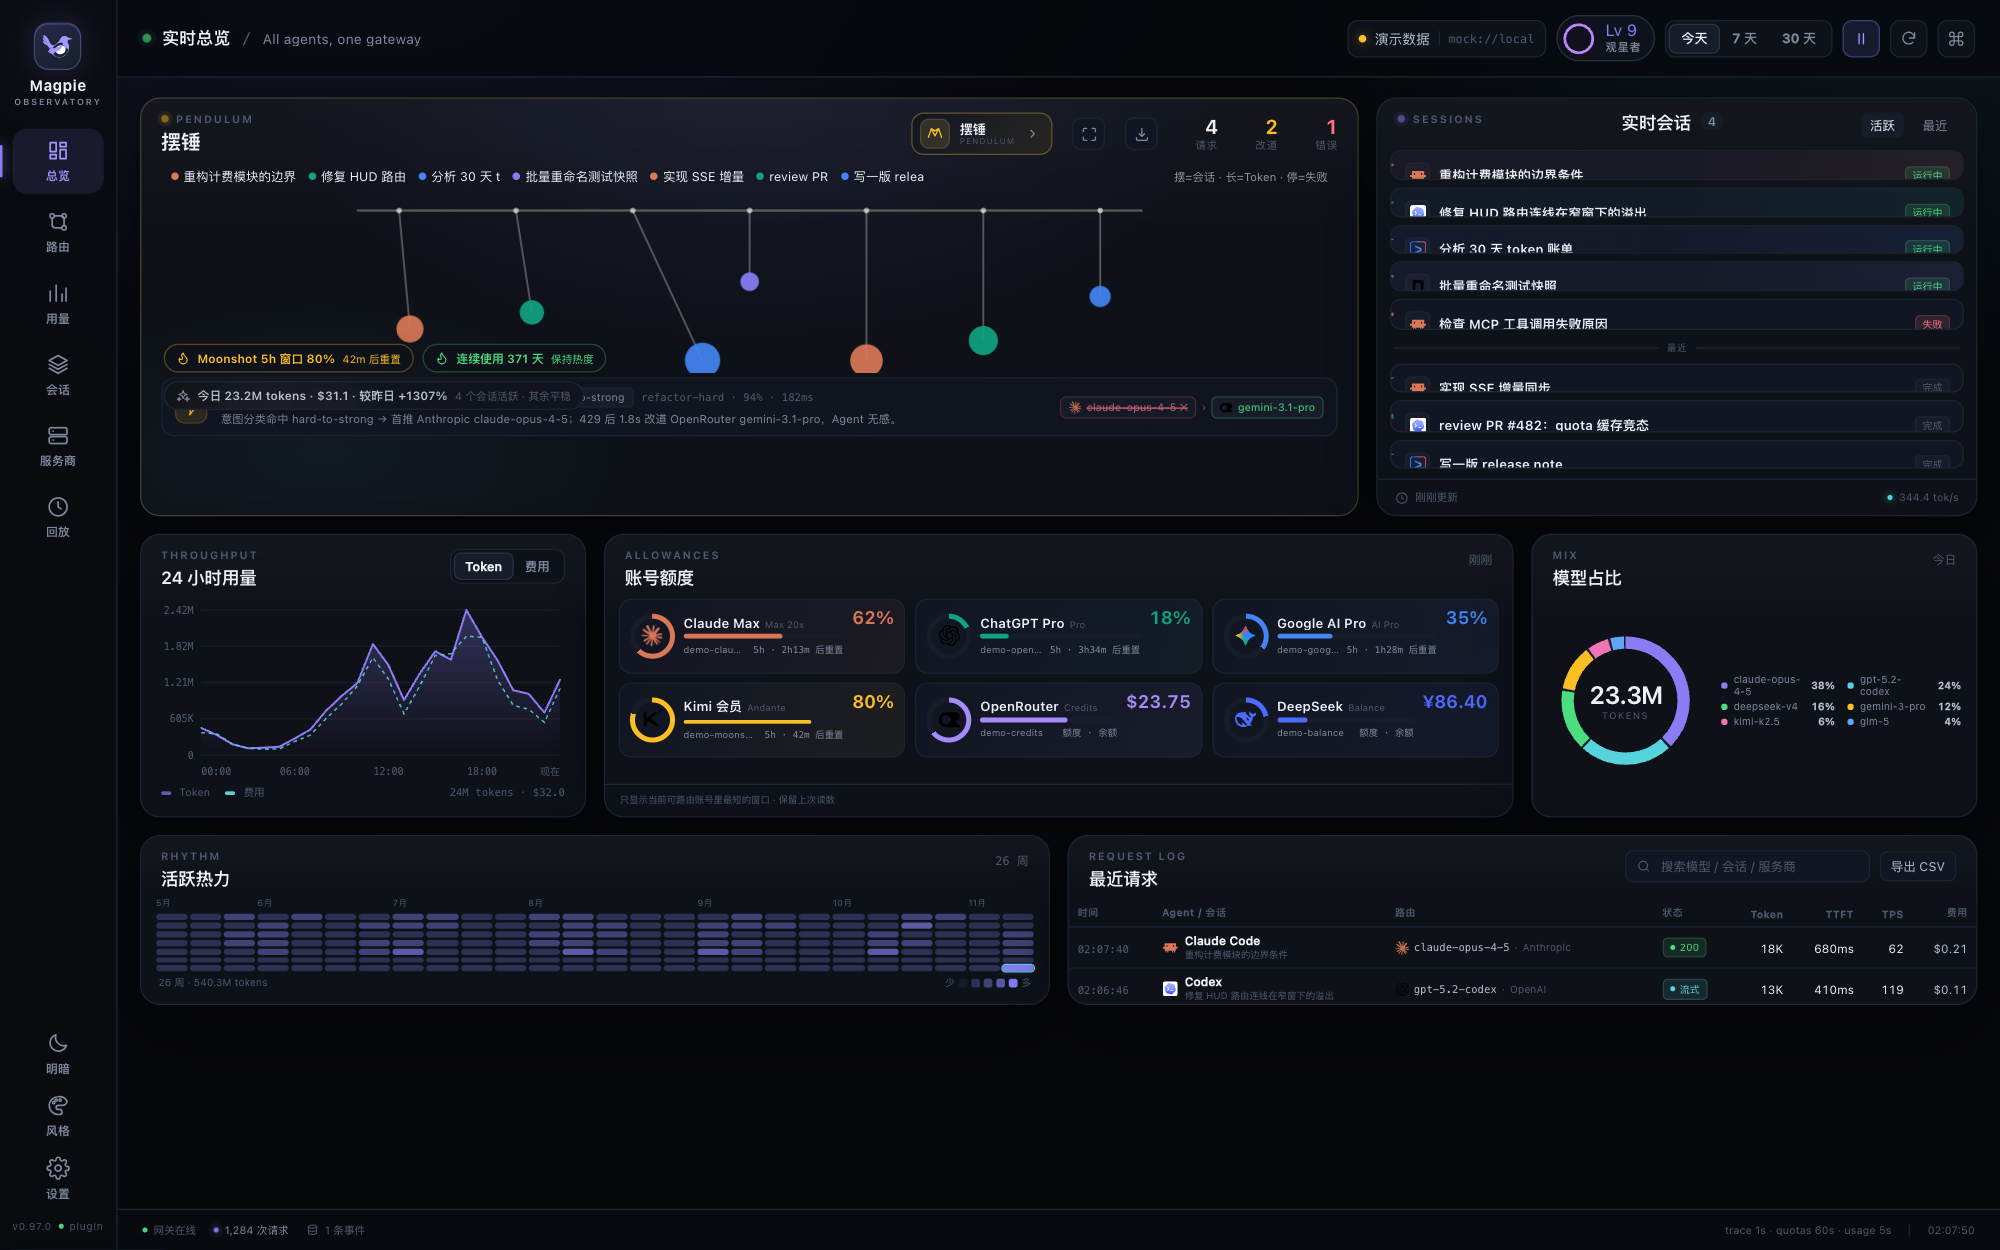 Magpie
OBSERVATORY
总览
路由
用量
会话
服务商
回放
明暗
风格
设置
v0.97.0 plugin
实时总览 / All agents, one gateway
演示数据 mock://local
Lv 9
观星者
今天 7 天 30 天
PENDULUM
摆锤
摆锤
PENDULUM
4 请求
2 改道
1 错误
重构计费模块的边界 修复 HUD 路由 分析 30 天 t 批量重命名测试快照 实现 SSE 增量 review PR 写一版 relea
摆=会话 · 长=Token · 停=失败
Moonshot 5h 窗口 80% 42m 后重置
连续使用 371 天 保持热度
今日 23.2M tokens · $31.1 · 较昨日 +1307% 4 个会话活跃 · 其余平稳
o-strong refactor-hard · 94% · 182ms
意图分类命中 hard-to-strong → 首推 Anthropic claude-opus-4-5；429 后 1.8s 改道 OpenRouter gemini-3.1-pro，Agent 无感。
claude-opus-4-5 ✕ › gemini-3.1-pro
SESSIONS
实时会话 4
活跃 最近
重构计费模块的边界条件 运行中
修复 HUD 路由连线在窄窗下的溢出 运行中
分析 30 天 token 账单 运行中
批量重命名测试快照 运行中
检查 MCP 工具调用失败原因 失败
最近
实现 SSE 增量同步 完成
review PR #482：quota 缓存竞态 完成
写一版 release note 完成
刚刚更新
344.4 tok/s
THROUGHPUT
24 小时用量
Token 费用
2.42M
1.82M
1.21M
605K
0
00:00 06:00 12:00 18:00 现在
Token 费用
24M tokens · $32.0
ALLOWANCES
账号额度
刚刚
Claude Max Max 20x 62%
demo-clau... 5h · 2h13m 后重置
ChatGPT Pro Pro 18%
demo-open... 5h · 3h34m 后重置
Google AI Pro AI Pro 35%
demo-goog... 5h · 1h28m 后重置
Kimi 会员 Andante 80%
demo-moons... 5h · 42m 后重置
OpenRouter Credits $23.75
demo-credits 额度 · 余额
DeepSeek Balance ¥86.40
demo-balance 额度 · 余额
只显示当前可路由账号里最短的窗口 · 保留上次读数
MIX
模型占比
今日
23.3M
TOKENS
claude-opus-4-5 38%
gpt-5.2-codex 24%
deepseek-v4 16%
gemini-3-pro 12%
kimi-k2.5 6%
glm-5 4%
RHYTHM
活跃热力
26 周
5月 6月 7月 8月 9月 10月 11月
26 周 · 540.3M tokens
少 多
REQUEST LOG
最近请求
搜索模型 / 会话 / 服务商
导出 CSV
时间 Agent / 会话 路由 状态 Token TTFT TPS 费用
02:07:40 Claude Code claude-opus-4-5 · Anthropic 200 18K 680ms 62 $0.21
重构计费模块的边界条件
02:06:46 Codex gpt-5.2-codex · OpenAI 流式 13K 410ms 119 $0.11
修复 HUD 路由连线在窄窗下的溢出
网关在线 1,284 次请求 1 条事件
trace 1s · quotas 60s · usage 5s 02:07:50